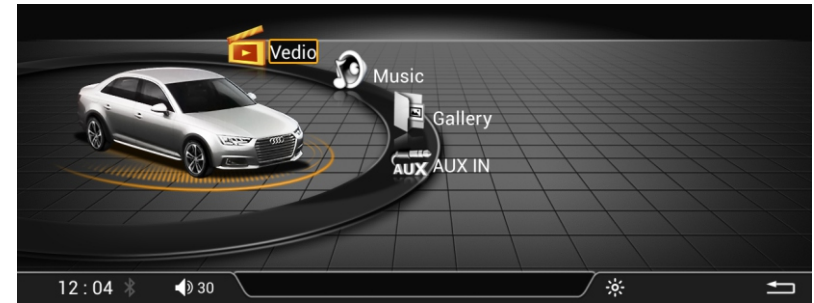 Vedio
Music
Gallery
AUX
AUX IN
12 : 04
30